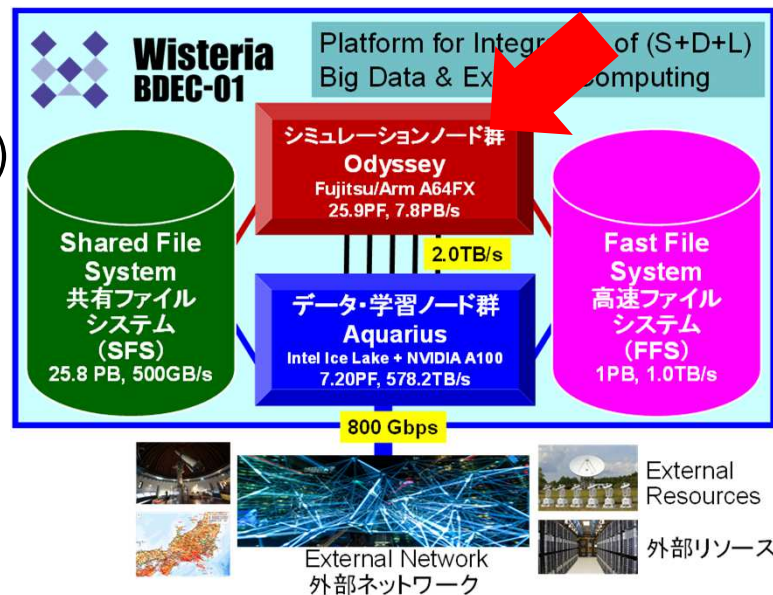 Wisteria
BDEC-01
Platform for Integr of (S+D+L)
Big Data & Ex omputing
)
シミュレーションノード群
Odyssey
Fujitsu/Arm A64FX
25.9PF, 7.8PB/s
Shared File
System
共有ファイル
システム
(SFS)
25.8 PB, 500GB/s
2.0TB/s
Fast File
System
高速ファイル
システム
(FFS)
1PB, 1.0TB/s
データ・学習ノード群
Aquarius
Intel Ice Lake + NVIDIA A100
7.20PF, 578.2TB/s
800 Gbps
External
Resources
外部リソース
External Network
外部ネットワーク